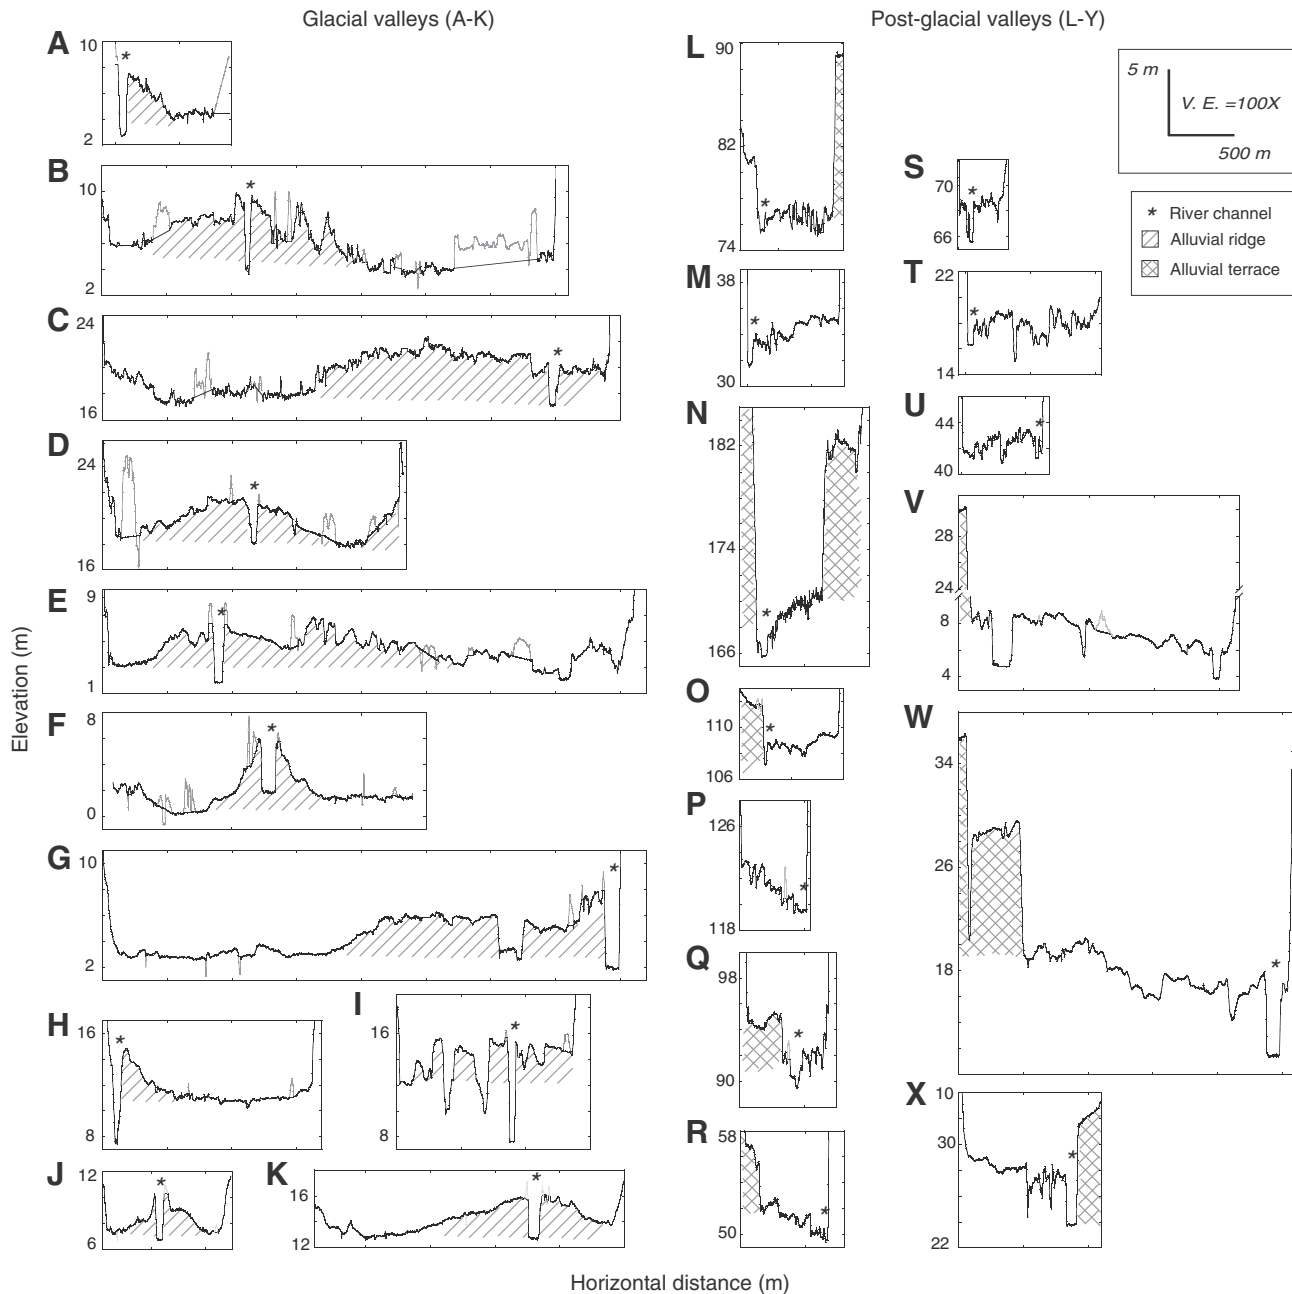 Glacial valleys (A-K)
Post-glacial valleys (L-Y)
A
10
2
B
10
2
C
24
16
D
24
16
E
9
1
F
8
0
G
10
2
H
16
8
I
16
8
J
12
6
K
16
12
L
90
82
74
M
38
30
N
182
174
166
O
110
106
P
126
118
Q
98
90
R
58
50
S
70
66
T
22
14
U
44
40
V
28
24
8
4
W
34
26
18
X
10
30
22
5 m
V. E. =100X
500 m
* River channel
Alluvial ridge
Alluvial terrace
Elevation (m)
Horizontal distance (m)